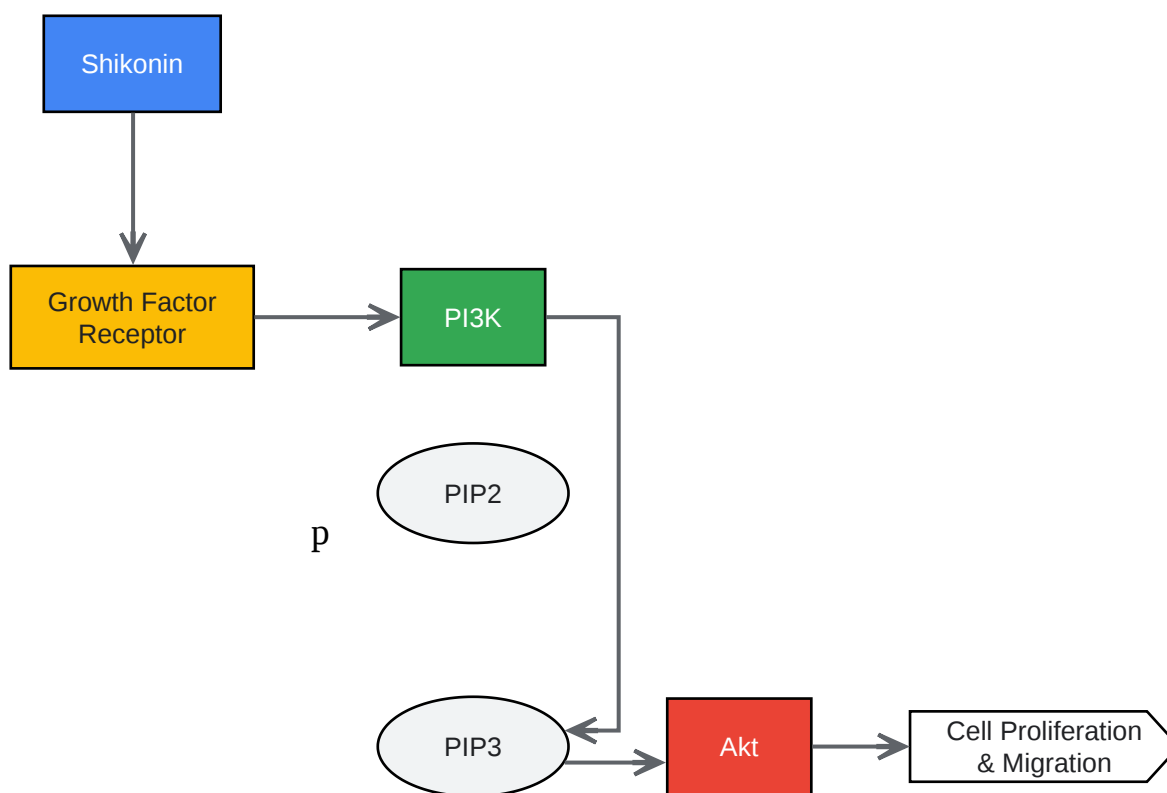 Shikonin
Growth Factor
Receptor
PI3K
PIP2
p
PIP3
Akt
Cell Proliferation
& Migration